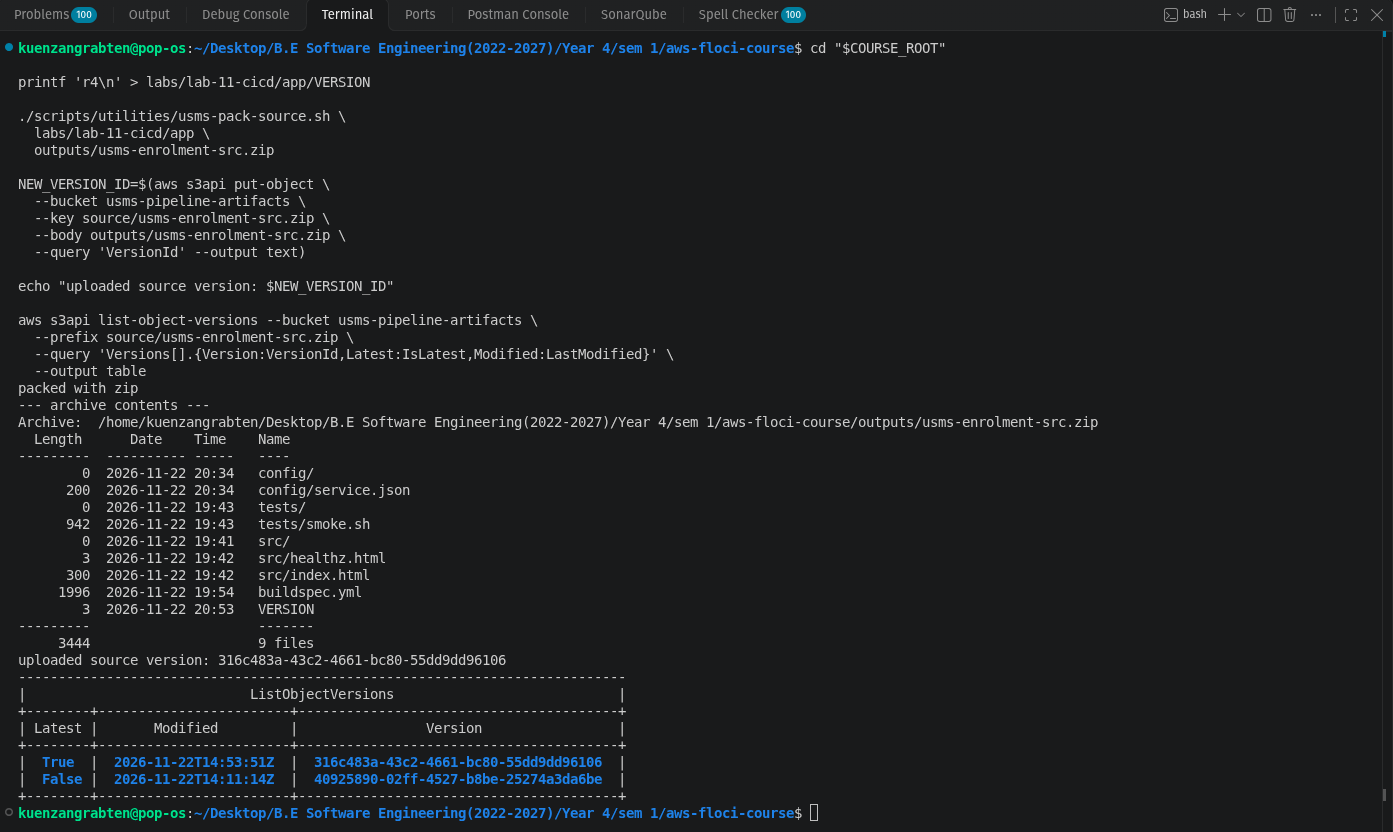 Problems 100 Output Debug Console Terminal Ports Postman Console SonarQube Spell Checker 100 bash
kuenzangrabten@pop-os:~/Desktop/B.E Software Engineering(2022-2027)/Year 4/sem 1/aws-floci-course$ cd "$COURSE_ROOT"
printf 'r4\n' > labs/lab-11-cicd/app/VERSION
./scripts/utilities/usms-pack-source.sh \
  labs/lab-11-cicd/app \
  outputs/usms-enrolment-src.zip
NEW_VERSION_ID=$(aws s3api put-object \
  --bucket usms-pipeline-artifacts \
  --key source/usms-enrolment-src.zip \
  --body outputs/usms-enrolment-src.zip \
  --query 'VersionId' --output text)
echo "uploaded source version: $NEW_VERSION_ID"
aws s3api list-object-versions --bucket usms-pipeline-artifacts \
  --prefix source/usms-enrolment-src.zip \
  --query 'Versions[].{Version:VersionId,Latest:IsLatest,Modified:LastModified}' \
  --output table
packed with zip
--- archive contents ---
Archive:  /home/kuenzangrabten/Desktop/B.E Software Engineering(2022-2027)/Year 4/sem 1/aws-floci-course/outputs/usms-enrolment-src.zip
  Length      Date    Time    Name
---------  ---------- -----   ----
        0  2026-11-22 20:34   config/
      200  2026-11-22 20:34   config/service.json
        0  2026-11-22 19:43   tests/
      942  2026-11-22 19:43   tests/smoke.sh
        0  2026-11-22 19:41   src/
        3  2026-11-22 19:42   src/healthz.html
      300  2026-11-22 19:42   src/index.html
     1996  2026-11-22 19:54   buildspec.yml
        3  2026-11-22 20:53   VERSION
---------                     -------
     3444                     9 files
uploaded source version: 316c483a-43c2-4661-bc80-55dd9dd96106
----------------------------------------------------------------------------
|                            ListObjectVersions                            |
+--------+------------------------+----------------------------------------+
| Latest |       Modified         |                Version                 |
+--------+------------------------+----------------------------------------+
|  True  |  2026-11-22T14:53:51Z  |  316c483a-43c2-4661-bc80-55dd9dd96106  |
|  False |  2026-11-22T14:11:14Z  |  40925890-02ff-4527-b8be-25274a3da6be  |
+--------+------------------------+----------------------------------------+
kuenzangrabten@pop-os:~/Desktop/B.E Software Engineering(2022-2027)/Year 4/sem 1/aws-floci-course$